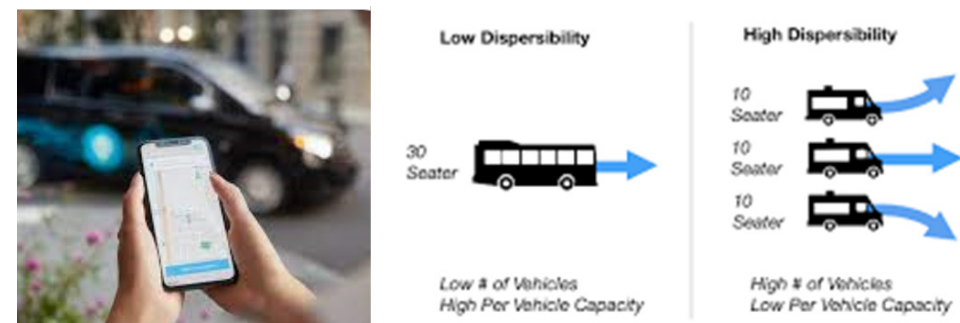 Low Dispersibility
30
Seater
Low # of Vehicles
High Per Vehicle Capacity
High Dispersibility
10
Seater
10
Seater
10
Seater
High # of Vehicles
Low Per Vehicle Capacity